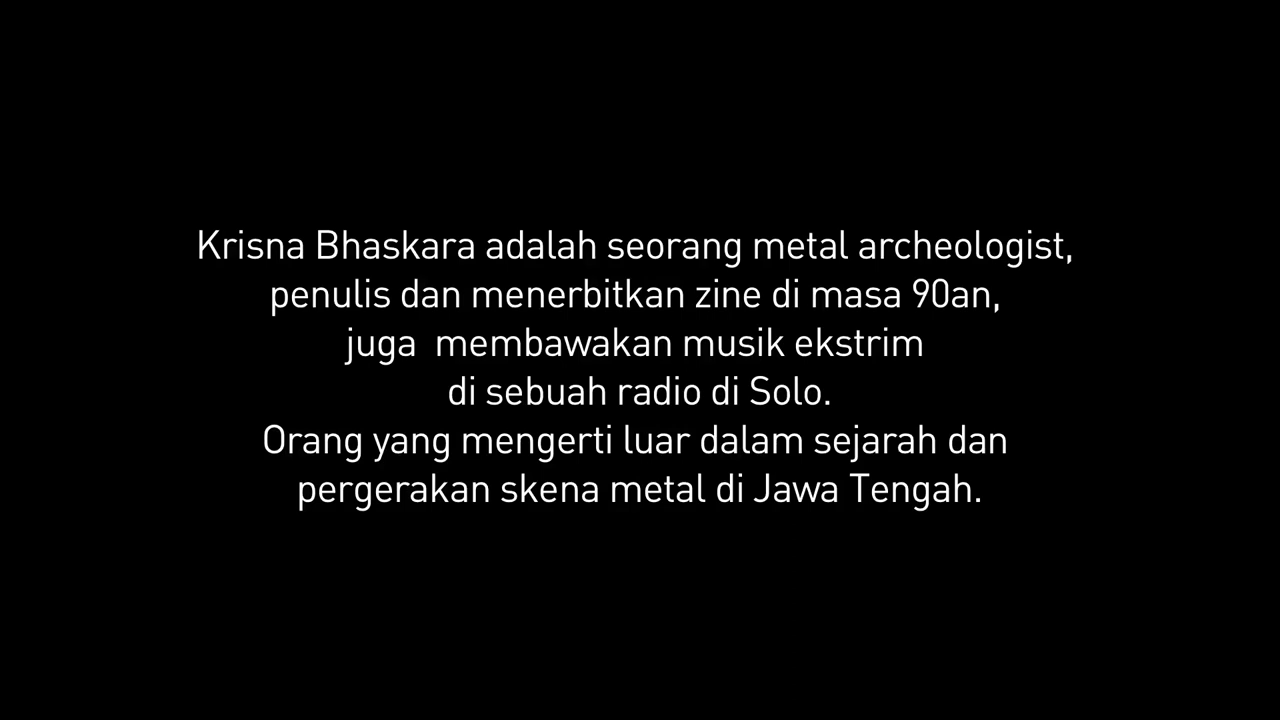 Krisna Bhaskara adalah seorang metal archeologist,
penulis dan menerbitkan zine di masa 90an,
juga  membawakan musik ekstrim
di sebuah radio di Solo.
Orang yang mengerti luar dalam sejarah dan
pergerakan skena metal di Jawa Tengah.